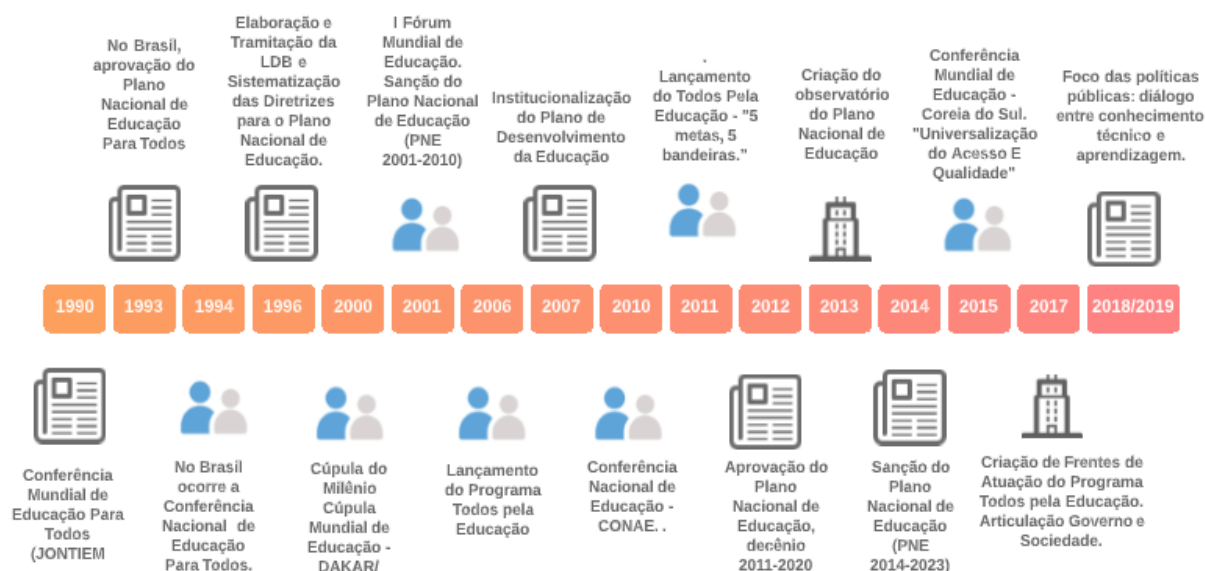 No Brasil,
aprovação do
Plano
Nacional de
Educação
Para Todos
Elaboração e
Tramitação da
LDB e
Sistematização
das Diretrizes
para o Plano
Nacional de
Educação.
I Fórum
Mundial de
Educação.
Sanção do
Plano Nacional
de Educação
(PNE
2001-2010)
Institucionalização
do Plano de
Desenvolvimento
da Educação
.
Lançamento
do Todos Pela
Educação - "5
metas, 5
bandeiras."
Criação do
observatório
do Plano
Nacional de
Educação
Conferência
Mundial de
Educação -
Coreia do Sul.
"Universalização
do Acesso E
Qualidade"
Foco das políticas
públicas: diálogo
entre conhecimento
técnico e
aprendizagem.
1990 1993 1994 1996 2000 2001 2006 2007 2010 2011 2012 2013 2014 2015 2017 2018/2019
Conferência
Mundial de
Educação Para
Todos
(JONTIEM
No Brasil
ocorre a
Conferência
Nacional de
Educação
Para Todos.
Cúpula do
Milênio
Cúpula
Mundial de
Educação -
DAKAR/
Lançamento
do Programa
Todos pela
Educação
Conferência
Nacional de
Educação -
CONAE. .
Aprovação do
Plano
Nacional de
Educação,
decênio
2011-2020
Sanção do
Plano
Nacional de
Educação
(PNE
2014-2023)
Criação de Frentes de
Atuação do Programa
Todos pela Educação.
Articulação Governo e
Sociedade.